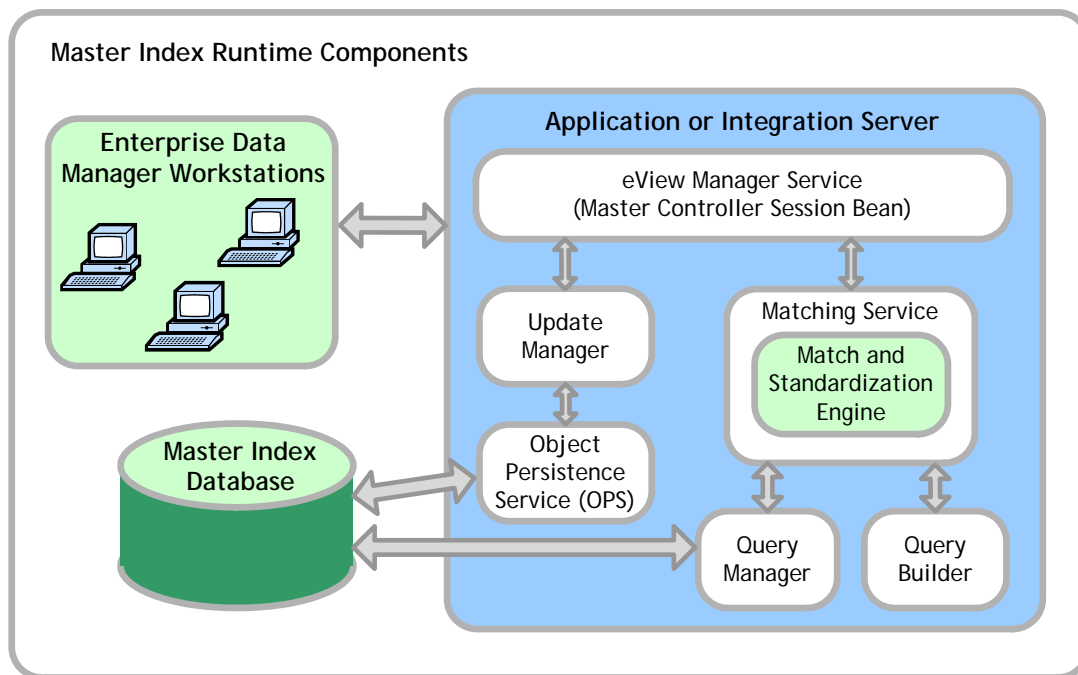 Master Index Runtime Components
Enterprise Data
Manager Workstations
Application or Integration Server
eView Manager Service
(Master Controller Session Bean)
Update
Manager
Matching Service
Match and
Standardization
Engine
Master Index
Database
Object
Persistence
Service (OPS)
Query
Manager
Query
Builder